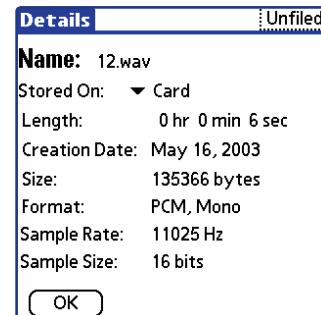 Details Unfiled
Name: 12.wav
Stored On: Card
Length: 0 hr 0 min 6 sec
Creation Date: May 16, 2003
Size: 135366 bytes
Format: PCM, Mono
Sample Rate: 11025 Hz
Sample Size: 16 bits
OK